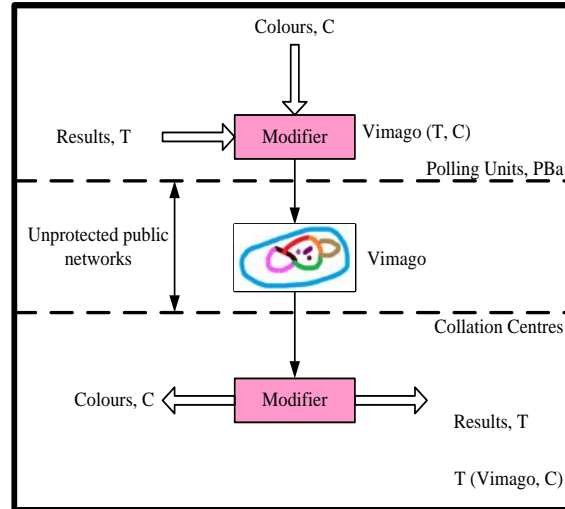 Colours, C
Results, T
Modifier
Vimago (T, C)
Polling Units, PBa
Unprotected public
networks
Vimago
Collation Centres
Colours, C
Modifier
Results, T
T (Vimago, C)